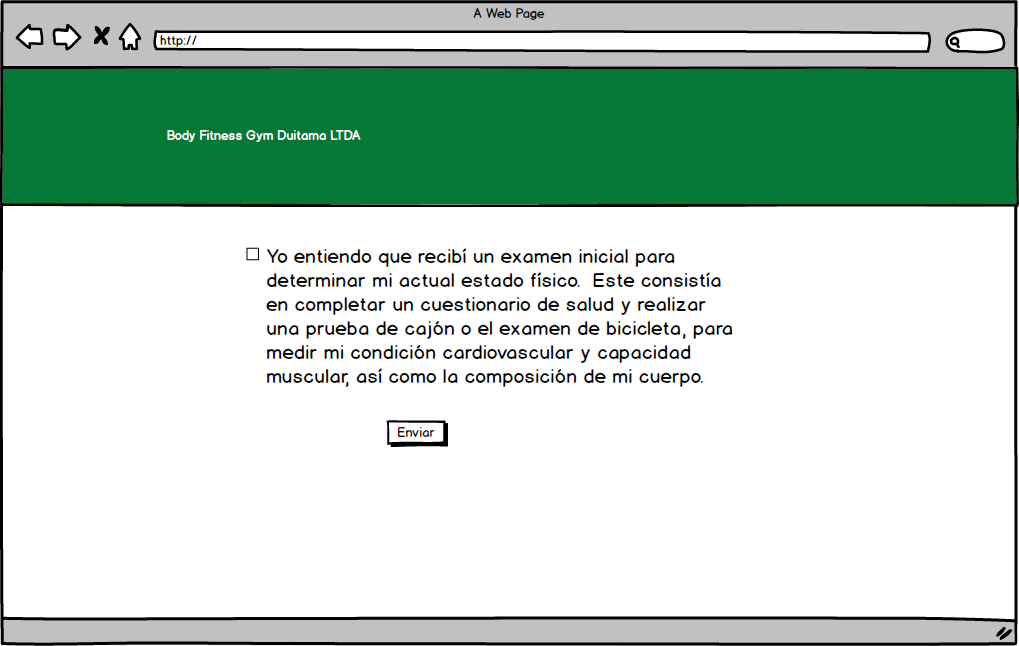 A Web Page
http://
Body Fitness Gym Duitama LTDA
Yo entiendo que recibí un examen inicial para
determinar mi actual estado físico.  Este consistía
en completar un cuestionario de salud y realizar
una prueba de cajón o el examen de bicicleta, para
medir mi condición cardiovascular y capacidad
muscular, así como la composición de mi cuerpo.
Enviar